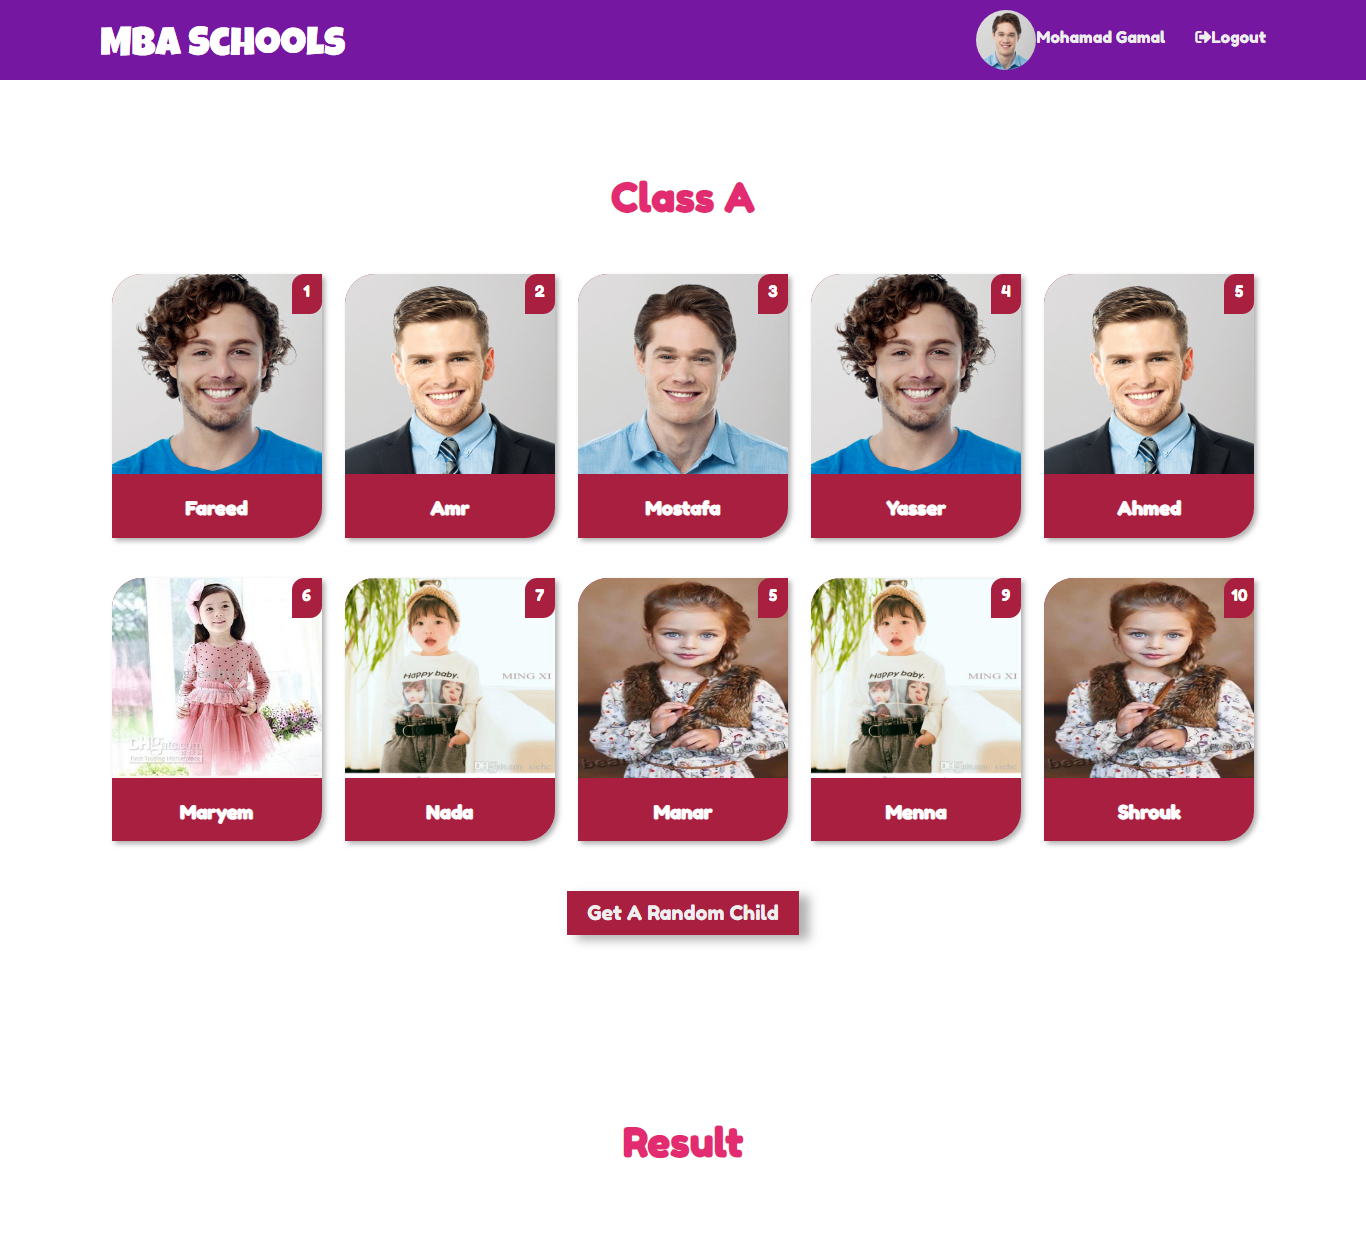 MBA SCHOOLS
Mohamad Gamal
Logout
Class A
1
2
3
4
5
Fareed
Amr
Mostafa
Yasser
Ahmed
6
7
5
9
10
Happy baby.
MING XI
Happy baby.
MING XI
DHgate.com
Maryem
Nada
Manar
Menna
Shrouk
Get A Random Child
Result